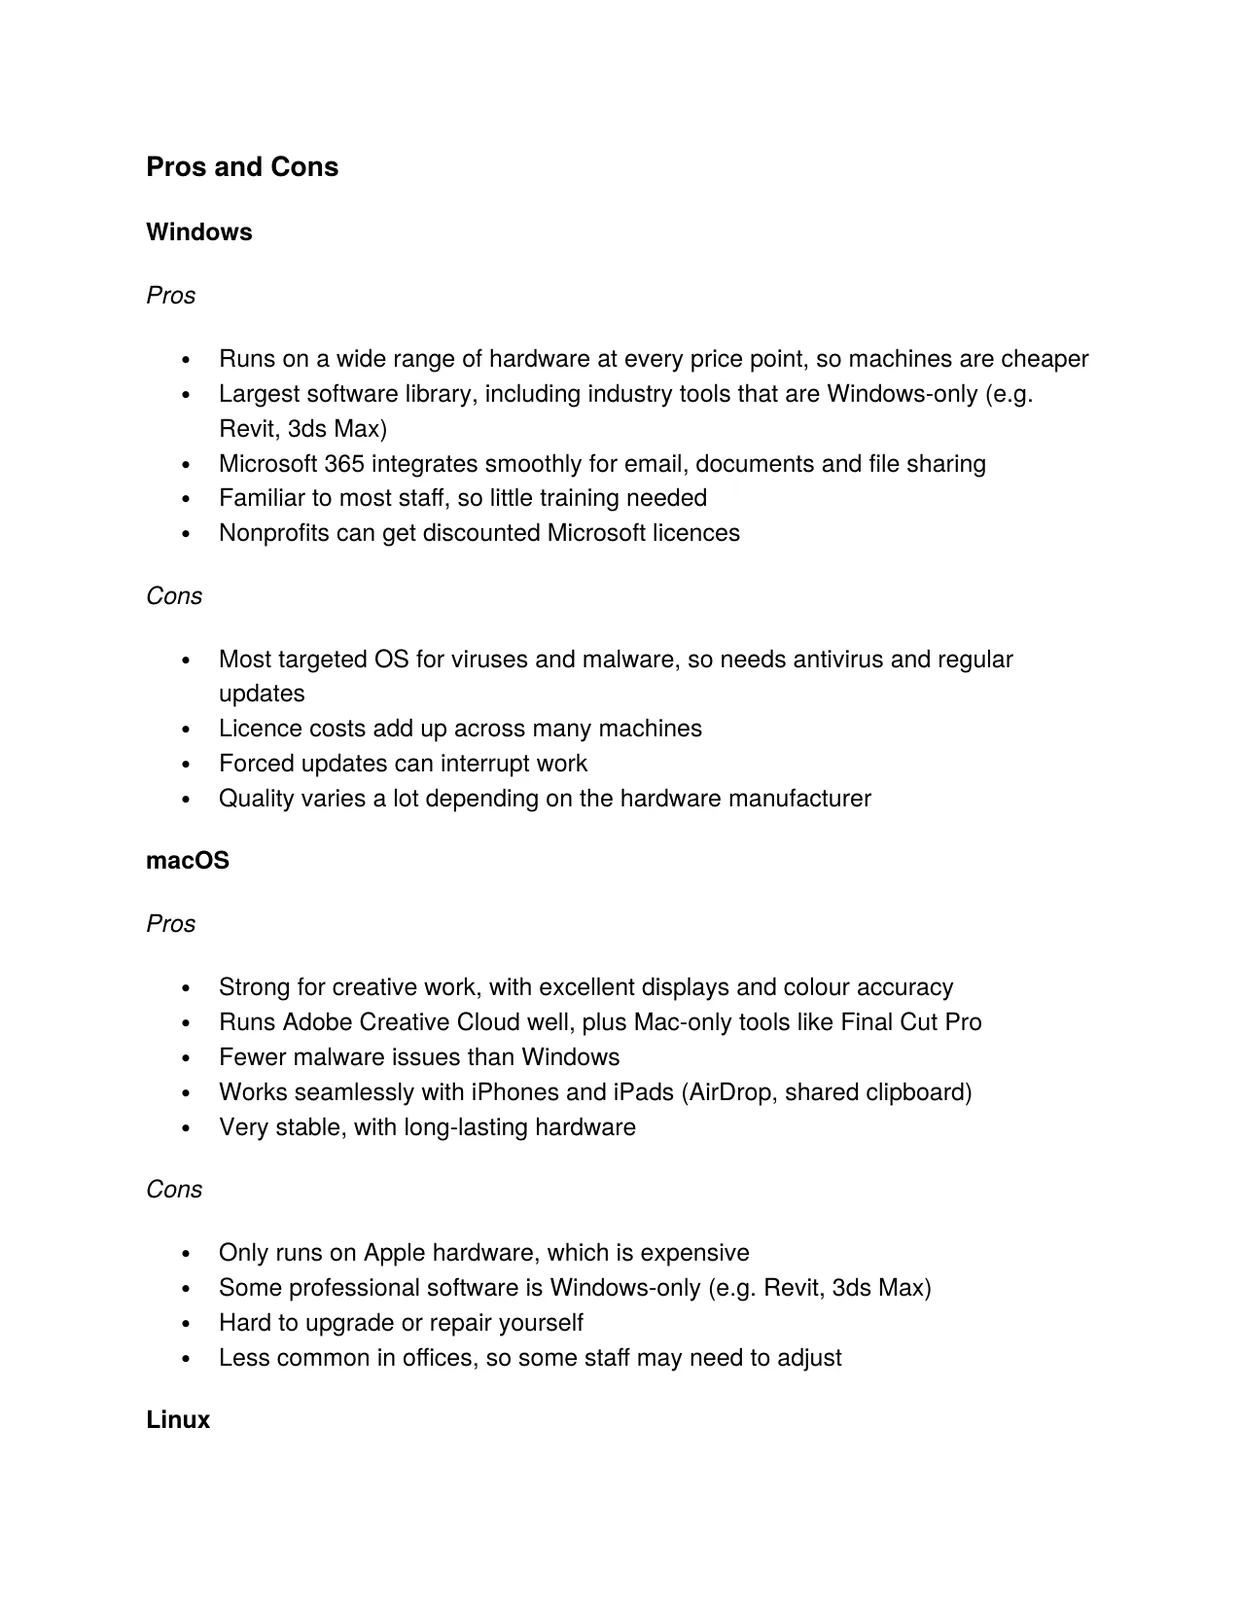 Pros and Cons
Windows
Pros
• Runs on a wide range of hardware at every price point, so machines are cheaper
• Largest software library, including industry tools that are Windows-only (e.g.
Revit, 3ds Max)
• Microsoft 365 integrates smoothly for email, documents and file sharing
• Familiar to most staff, so little training needed
• Nonprofits can get discounted Microsoft licences
Cons
• Most targeted OS for viruses and malware, so needs antivirus and regular
updates
• Licence costs add up across many machines
• Forced updates can interrupt work
• Quality varies a lot depending on the hardware manufacturer
macOS
Pros
• Strong for creative work, with excellent displays and colour accuracy
• Runs Adobe Creative Cloud well, plus Mac-only tools like Final Cut Pro
• Fewer malware issues than Windows
• Works seamlessly with iPhones and iPads (AirDrop, shared clipboard)
• Very stable, with long-lasting hardware
Cons
• Only runs on Apple hardware, which is expensive
• Some professional software is Windows-only (e.g. Revit, 3ds Max)
• Hard to upgrade or repair yourself
• Less common in offices, so some staff may need to adjust
Linux